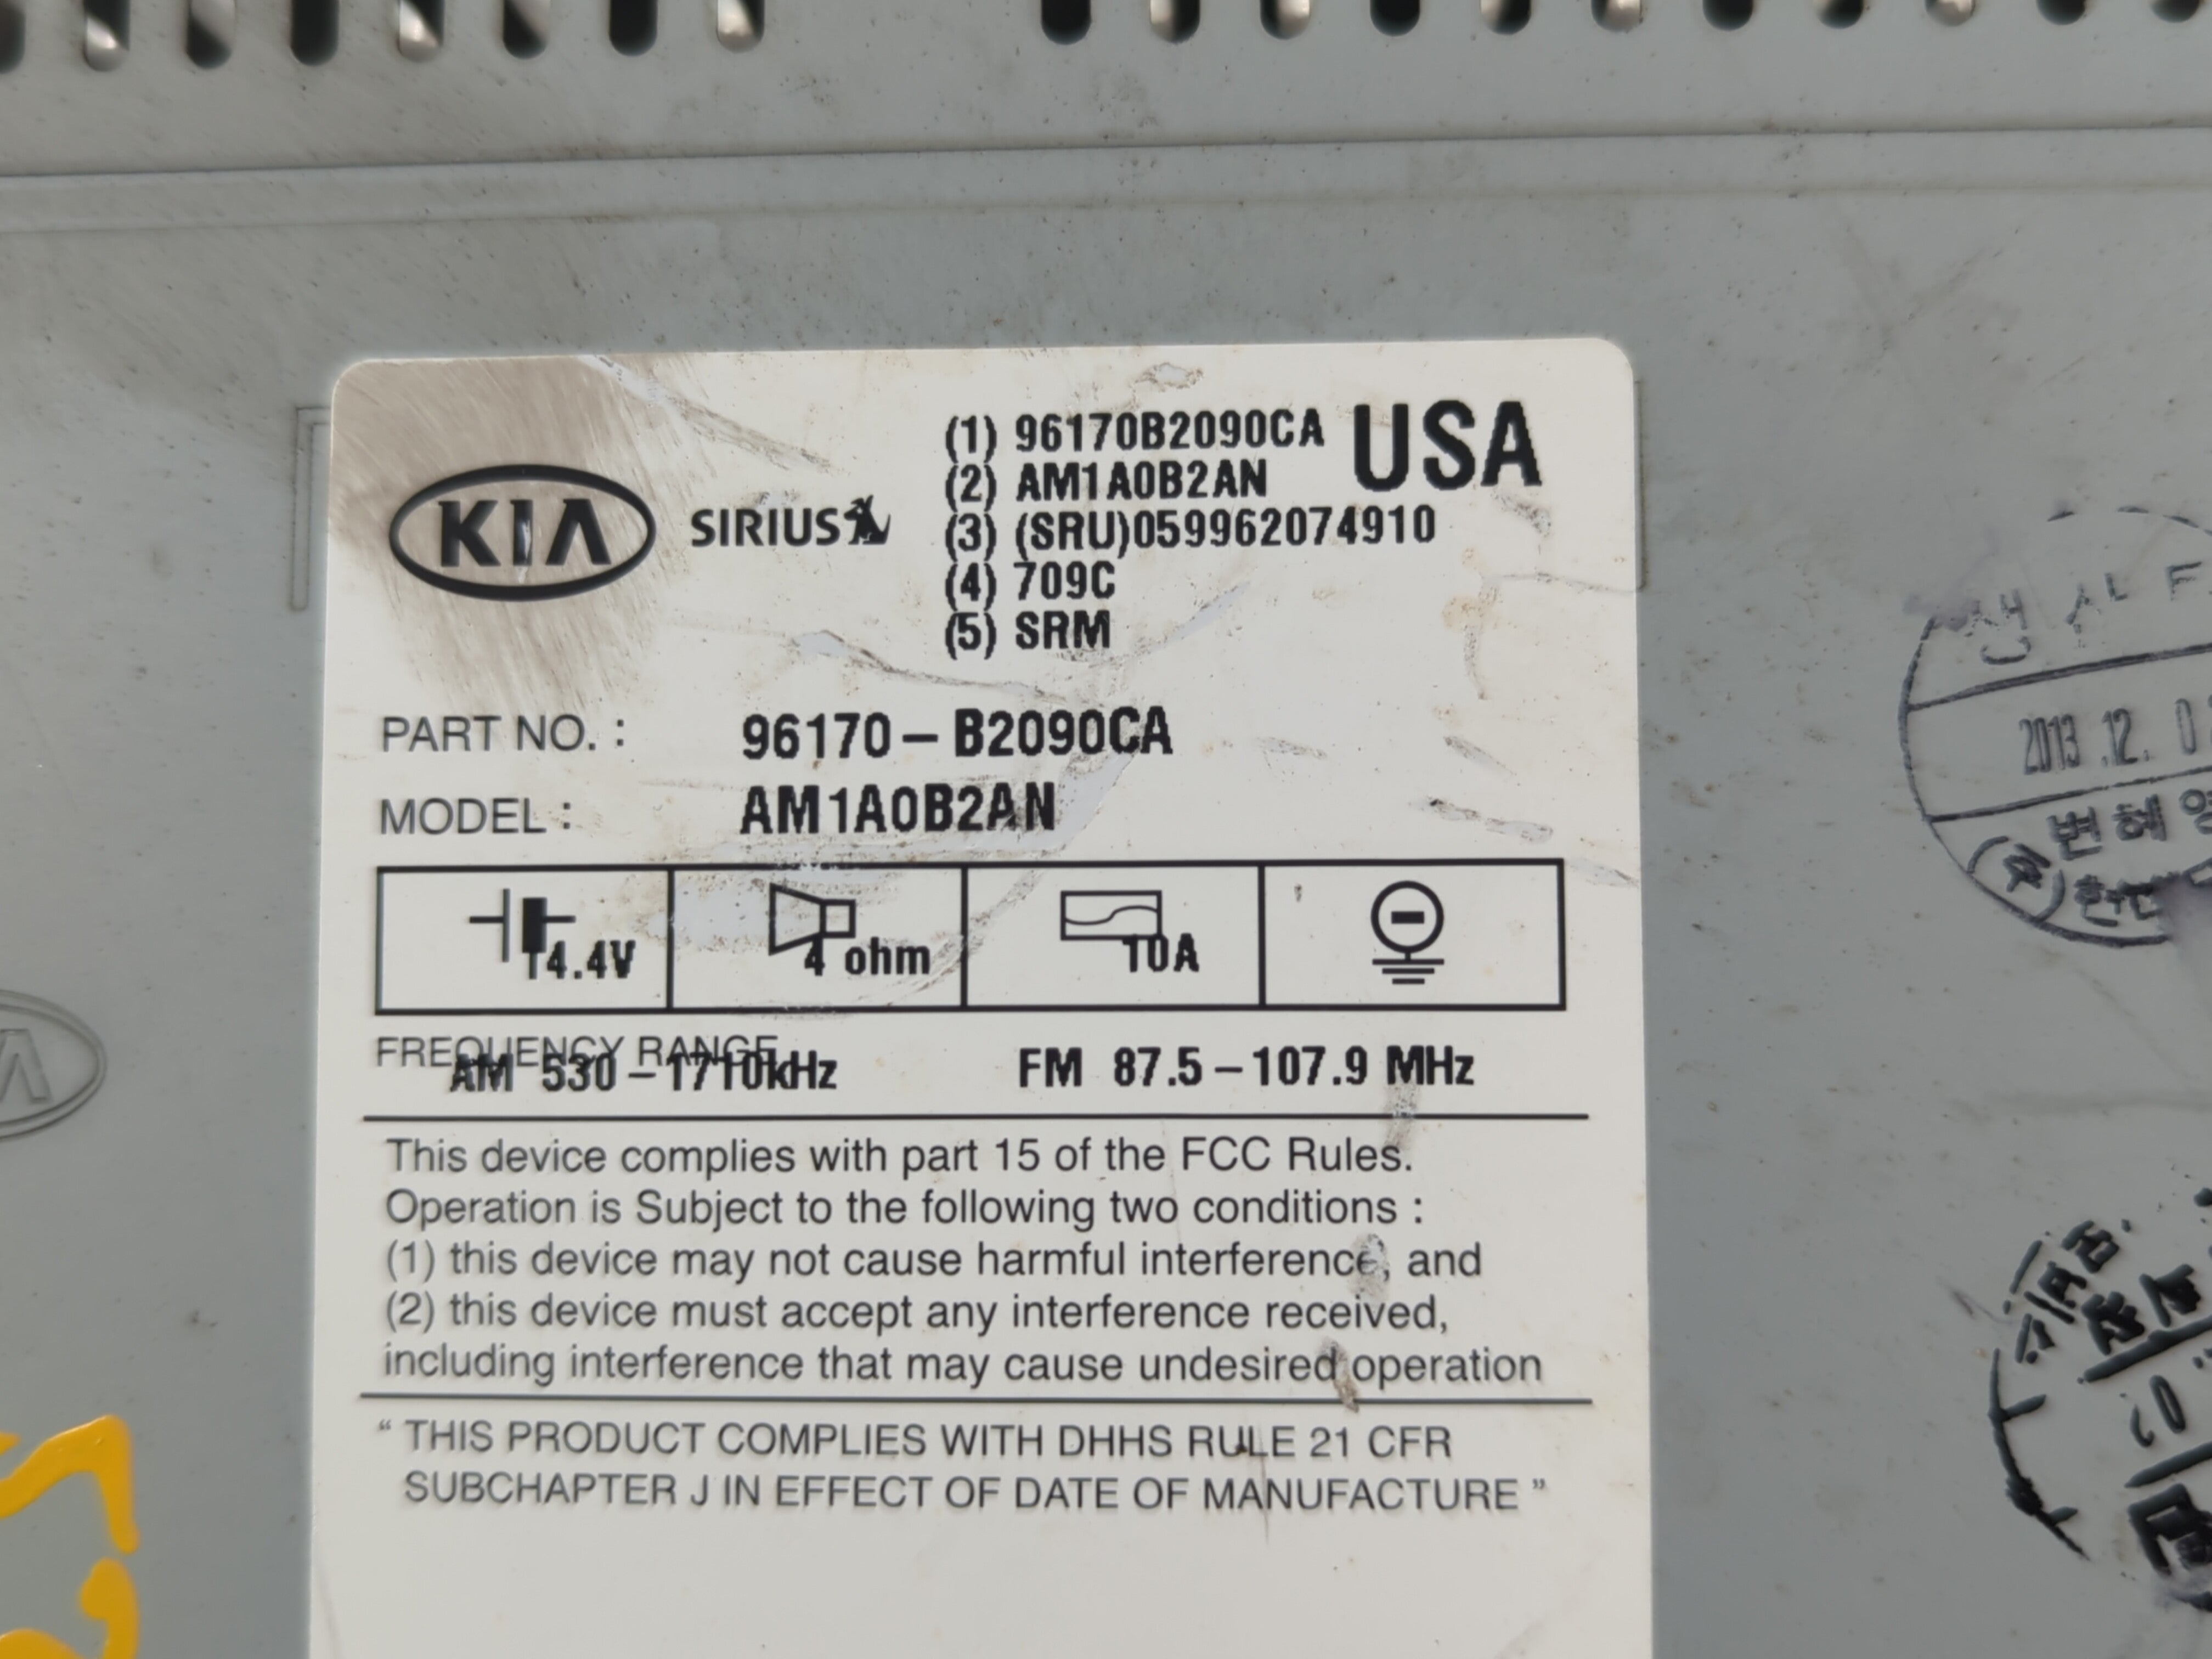 KIA
SIRIUS
(1) 96170B2090CA
USA
(2) AM1A0B2AN
(3) (SRU)059962074910
(4) 709C
(5) SRM
PART NO. : 96170 – B2090CA
MODEL : AM1A0B2AN
14.4V
4 ohm
10A
FREQUENCY RANGE
AM 530 – 1710kHz FM 87.5 – 107.9 MHz
This device complies with part 15 of the FCC Rules.
Operation is Subject to the following two conditions :
(1) this device may not cause harmful interference, and
(2) this device must accept any interference received,
including interference that may cause undesired operation
“ THIS PRODUCT COMPLIES WITH DHHS RULE 21 CFR
SUBCHAPTER J IN EFFECT OF DATE OF MANUFACTURE ”
2013.12. 0
변혜영